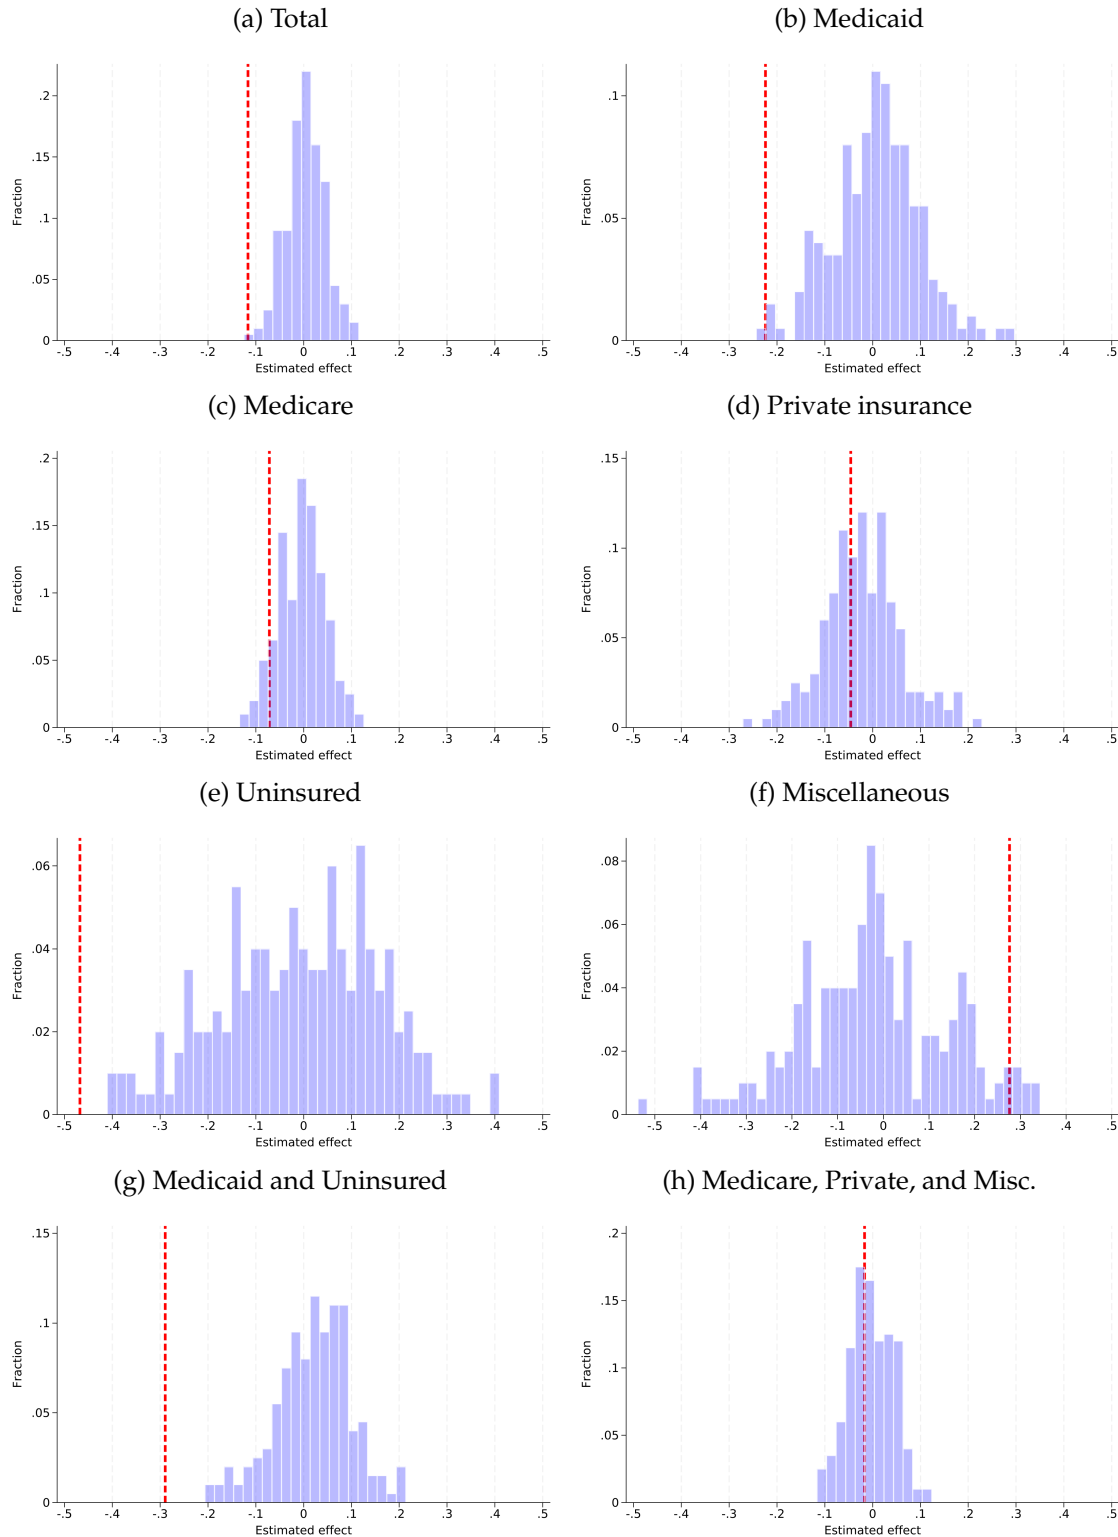 (a) Total
.2
.15
.1
.05
0
Fraction
-.5 -.4 -.3 -.2 -.1 0 .1 .2 .3 .4 .5
Estimated effect
(b) Medicaid
.1
.05
0
Fraction
-.5 -.4 -.3 -.2 -.1 0 .1 .2 .3 .4 .5
Estimated effect
(c) Medicare
.2
.15
.1
.05
0
Fraction
-.5 -.4 -.3 -.2 -.1 0 .1 .2 .3 .4 .5
Estimated effect
(d) Private insurance
.15
.1
.05
0
Fraction
-.5 -.4 -.3 -.2 -.1 0 .1 .2 .3 .4 .5
Estimated effect
(e) Uninsured
.06
.04
.02
0
Fraction
-.5 -.4 -.3 -.2 -.1 0 .1 .2 .3 .4 .5
Estimated effect
(f) Miscellaneous
.08
.06
.04
.02
0
Fraction
-.5 -.4 -.3 -.2 -.1 0 .1 .2 .3 .4 .5
Estimated effect
(g) Medicaid and Uninsured
.15
.1
.05
0
Fraction
-.5 -.4 -.3 -.2 -.1 0 .1 .2 .3 .4 .5
Estimated effect
(h) Medicare, Private, and Misc.
.2
.15
.1
.05
0
Fraction
-.5 -.4 -.3 -.2 -.1 0 .1 .2 .3 .4 .5
Estimated effect